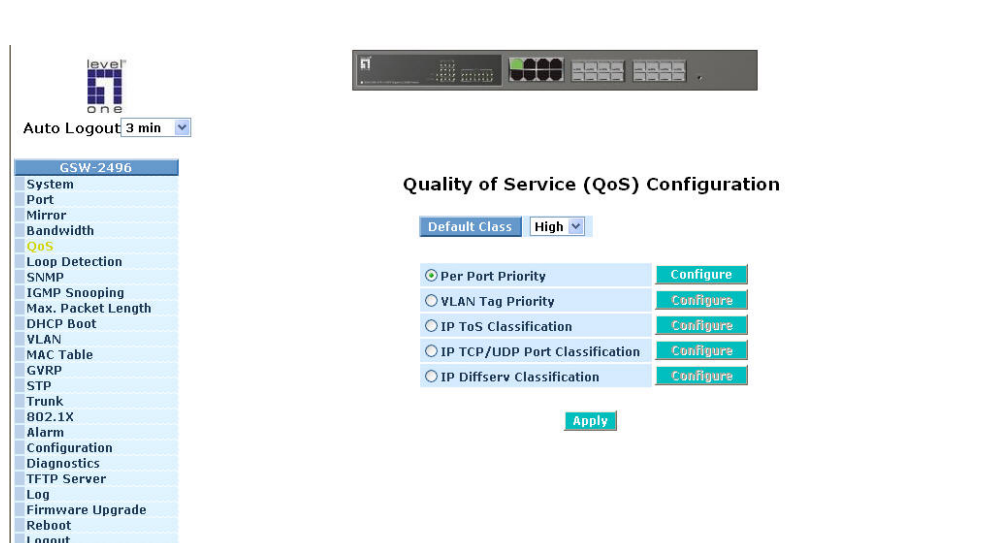 level
one
Auto Logout 3 min
GSW-2496
System
Port
Mirror
Bandwidth
QoS
Loop Detection
SNMP
IGMP Snooping
Max. Packet Length
DHCP Boot
VLAN
MAC Table
GVRP
STP
Trunk
802.1X
Alarm
Configuration
Diagnostics
TFTP Server
Log
Firmware Upgrade
Reboot
Logout
Quality of Service (QoS) Configuration
Default Class High
Per Port Priority Configure
VLAN Tag Priority Configure
IP ToS Classification Configure
IP TCP/UDP Port Classification Configure
IP Diffserv Classification Configure
Apply